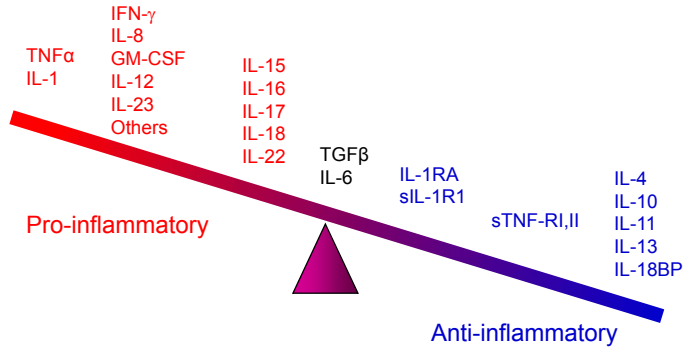 TNFα
IL-1
IFN-γ
IL-8
GM-CSF
IL-12
IL-23
Others
IL-15
IL-16
IL-17
IL-18
IL-22
TGFβ
IL-6
IL-1RA
sIL-1R1
sTNF-RI,II
IL-4
IL-10
IL-11
IL-13
IL-18BP
Pro-inflammatory
Anti-inflammatory